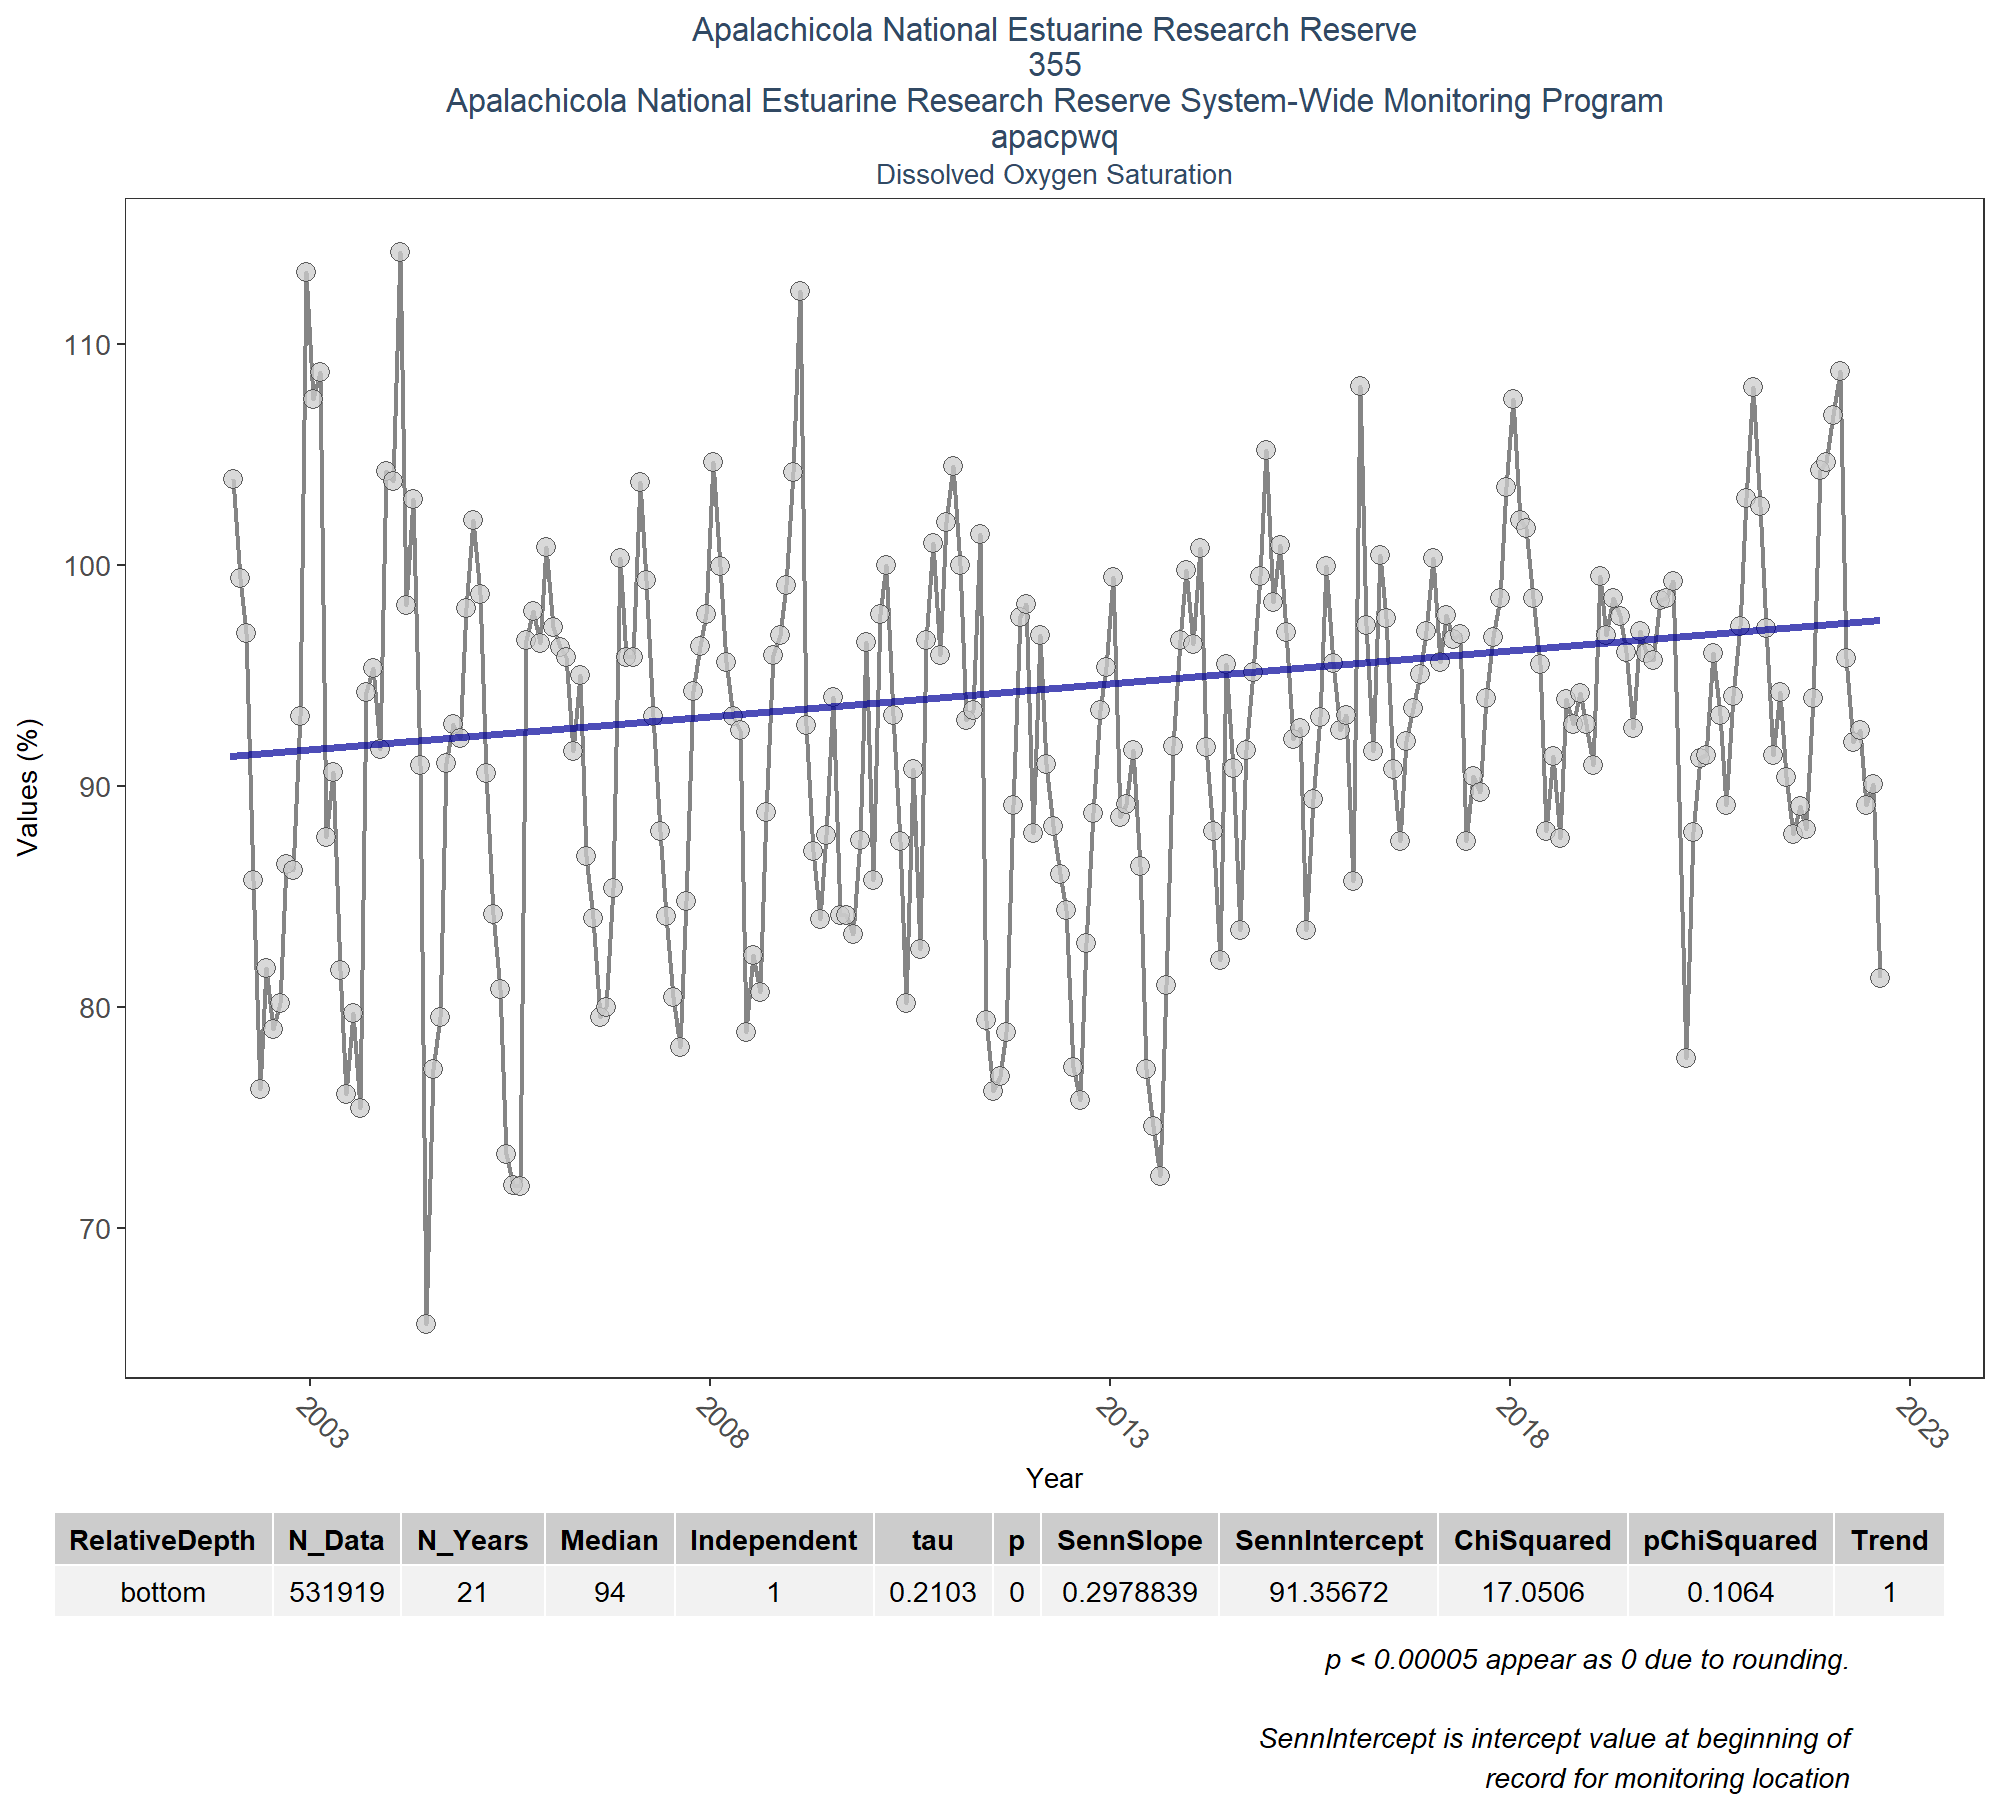 Apalachicola National Estuarine Research Reserve
355
Apalachicola National Estuarine Research Reserve System-Wide Monitoring Program
apacpwq
Dissolved Oxygen Saturation
110
100
90
80
70
Values (%)
2003 2008 2013 2018 2023
Year
RelativeDepth N_Data N_Years Median Independent tau p SennSlope SennIntercept ChiSquared pChiSquared Trend
bottom 531919 21 94 1 0.2103 0 0.2978839 91.35672 17.0506 0.1064 1
p < 0.00005 appear as 0 due to rounding.
SennIntercept is intercept value at beginning of
record for monitoring location